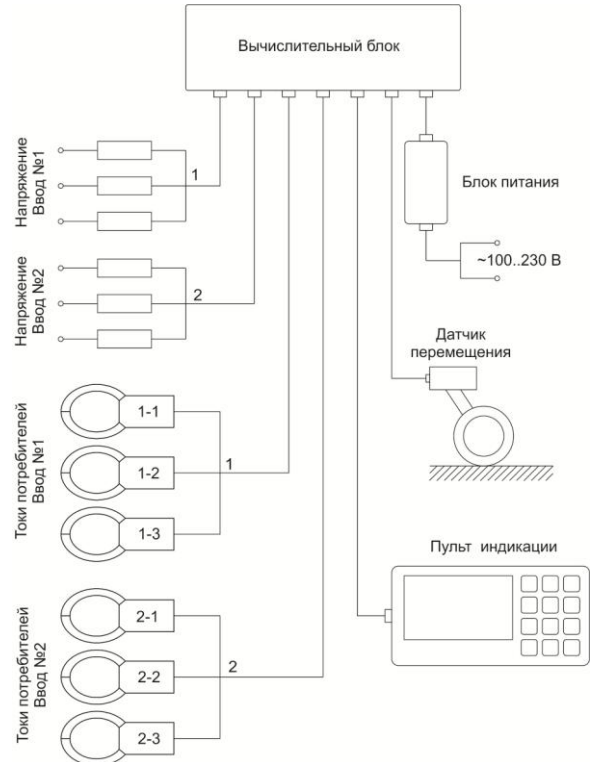 Вычислительный блок
Напряжение
Ввод №1
1
Блок питания
~100..230 В
Напряжение
Ввод №2
2
Датчик
перемещения
Токи потребителей
Ввод №1
1-1
1-2
1-3
1
Пульт индикации
Токи потребителей
Ввод №2
2-1
2-2
2-3
2